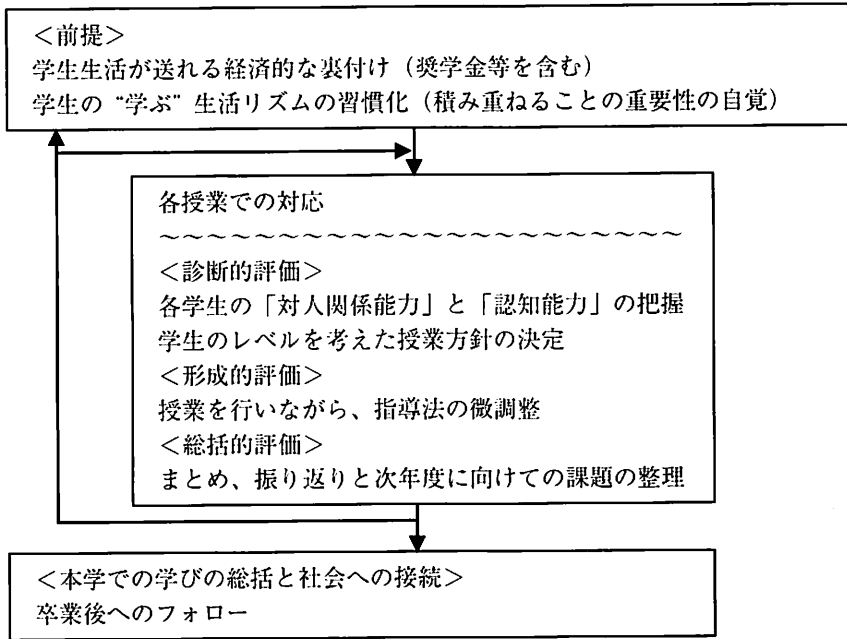 ＜前提＞
学生生活が送れる経済的な裏付け（奨学金等を含む）
学生の “学ぶ” 生活リズムの習慣化（積み重ねることの重要性の自覚）
各授業での対応
～～～～～～～～～～～～～～～～～～～～～～
＜診断的評価＞
各学生の「対人関係能力」と「認知能力」の把握
学生のレベルを考えた授業方針の決定
＜形成的評価＞
授業を行いながら、指導法の微調整
＜総括的評価＞
まとめ、振り返りと次年度に向けての課題の整理
＜本学での学びの総括と社会への接続＞
卒業後へのフォロー